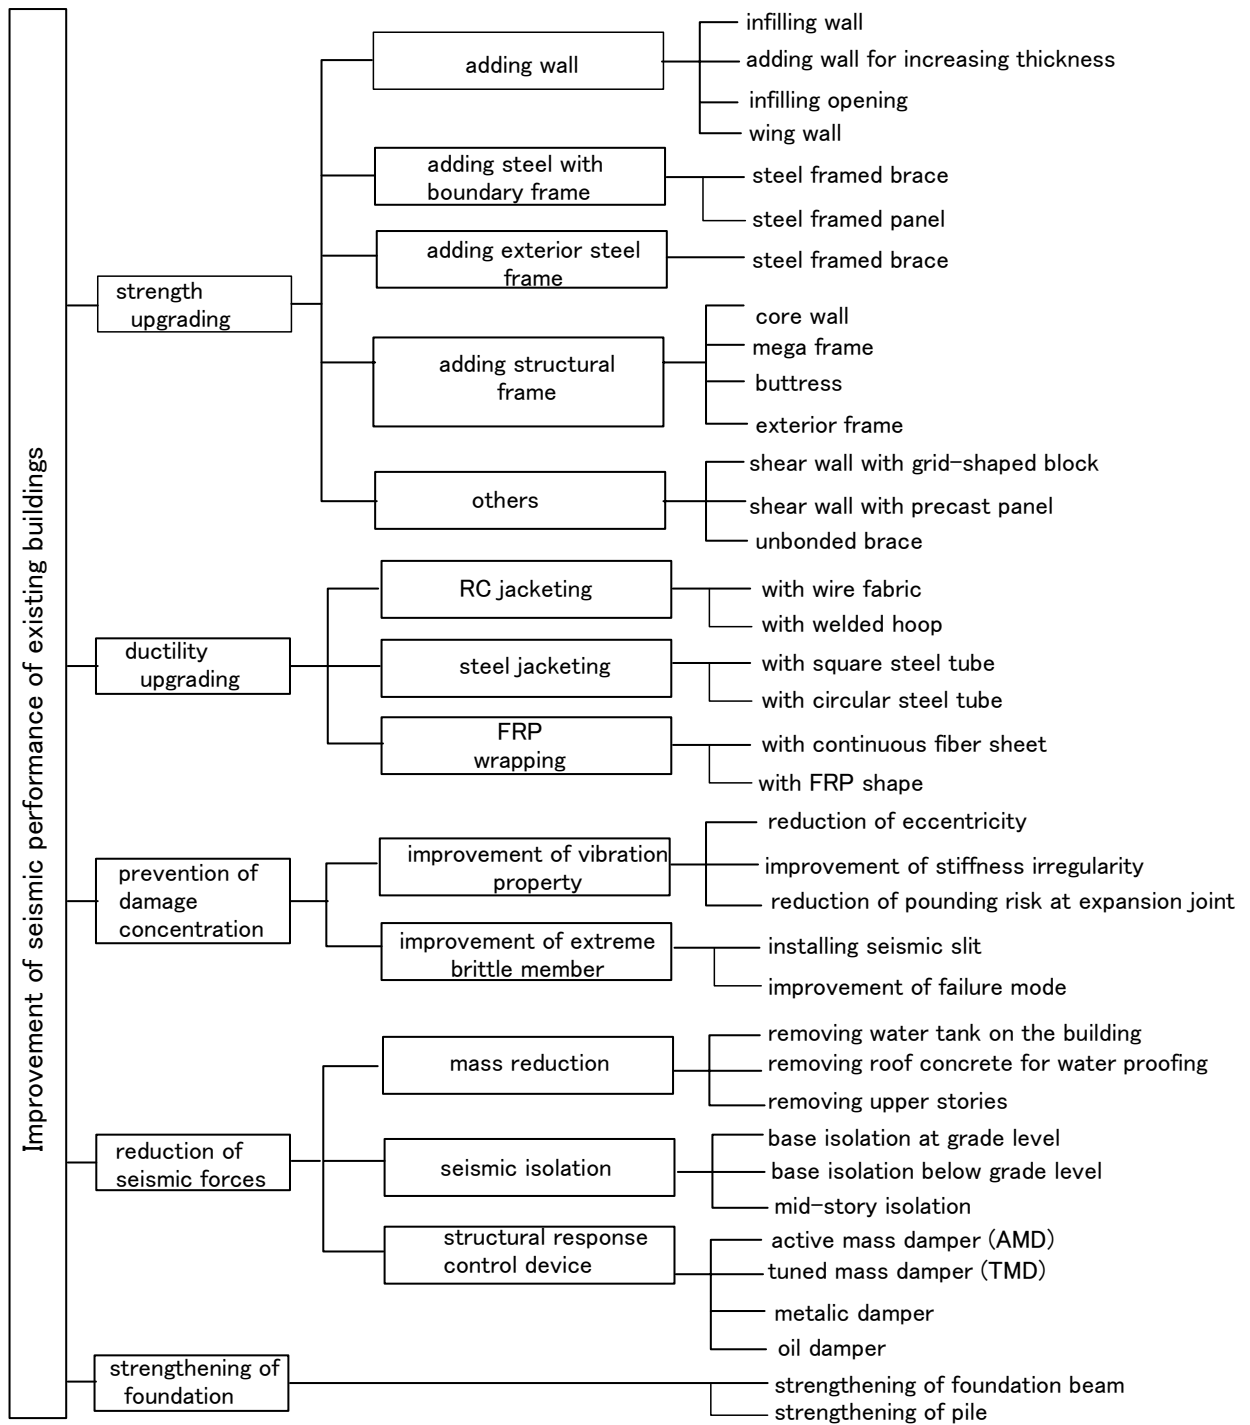 Improvement of seismic performance of existing buildings
strength
upgrading
adding wall
infilling wall
adding wall for increasing thickness
infilling opening
wing wall
adding steel with
boundary frame
steel framed brace
steel framed panel
adding exterior steel
frame
steel framed brace
adding structural
frame
core wall
mega frame
buttress
exterior frame
others
shear wall with grid-shaped block
shear wall with precast panel
unbonded brace
ductility
upgrading
RC jacketing
with wire fabric
with welded hoop
steel jacketing
with square steel tube
with circular steel tube
FRP
wrapping
with continuous fiber sheet
with FRP shape
prevention of
damage
concentration
improvement of vibration
property
reduction of eccentricity
improvement of stiffness irregularity
reduction of pounding risk at expansion joint
improvement of extreme
brittle member
installing seismic slit
improvement of failure mode
reduction of
seismic forces
mass reduction
removing water tank on the building
removing roof concrete for water proofing
removing upper stories
seismic isolation
base isolation at grade level
base isolation below grade level
mid-story isolation
structural response
control device
active mass damper (AMD)
tuned mass damper (TMD)
metalic damper
oil damper
strengthening of
foundation
strengthening of foundation beam
strengthening of pile